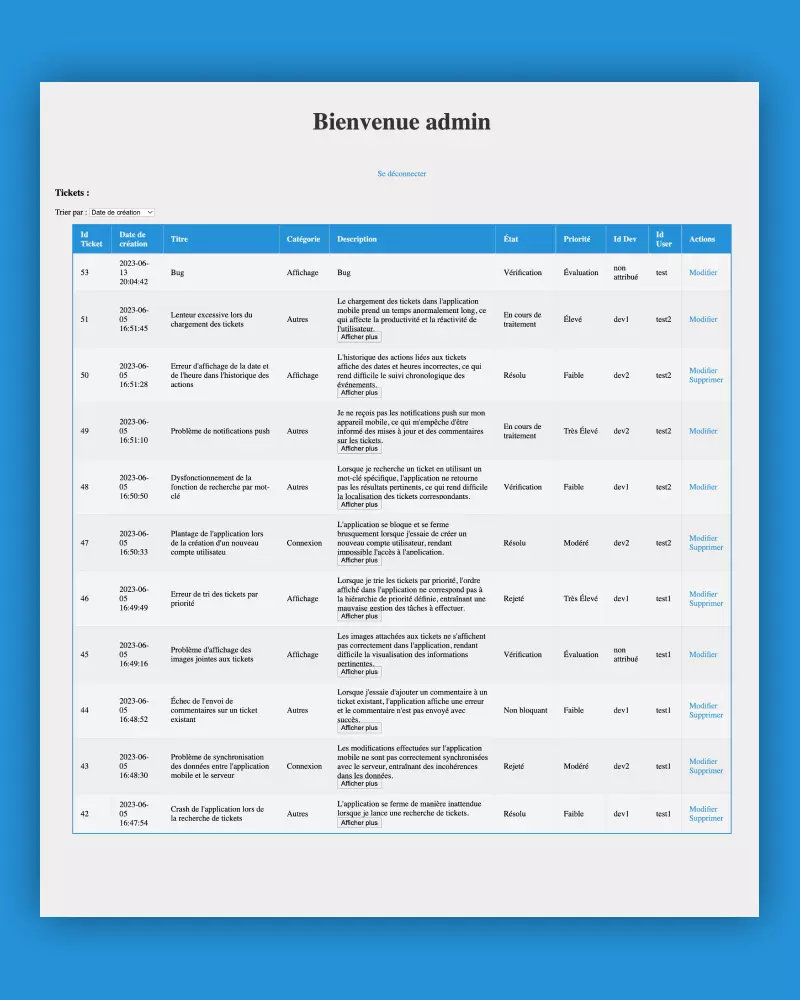 Bienvenue admin
Se déconnecter
Tickets :
Trier par : Date de création
Id Ticket Date de création Titre Catégorie Description État Priorité Id Dev Id User Actions
53 2023-06-13 20:04:42 Bug Affichage Bug Vérification Évaluation non attribué test Modifier
51 2023-06-05 16:51:45 Lenteur excessive lors du chargement des tickets Autres Le chargement des tickets dans l'application mobile prend un temps anormalement long, ce qui affecte la productivité et la réactivité de l'utilisateur. Afficher plus En cours de traitement Élevé dev1 test2 Modifier
50 2023-06-05 16:51:28 Erreur d'affichage de la date et de l'heure dans l'historique des actions Affichage L'historique des actions liées aux tickets affiche des dates et heures incorrectes, ce qui rend difficile le suivi chronologique des événements. Afficher plus Résolu Faible dev2 test2 Modifier Supprimer
49 2023-06-05 16:51:10 Problème de notifications push Autres Je ne reçois pas les notifications push sur mon appareil mobile, ce qui m'empêche d'être informé des mises à jour et des commentaires sur les tickets. Afficher plus En cours de traitement Très Élevé dev2 test2 Modifier
48 2023-06-05 16:50:50 Dysfonctionnement de la fonction de recherche par mot-clé Autres Lorsque je recherche un ticket en utilisant un mot-clé spécifique, l'application ne retourne pas les résultats pertinents, ce qui rend difficile la localisation des tickets correspondants. Afficher plus Vérification Faible dev1 test2 Modifier
47 2023-06-05 16:50:33 Plantage de l'application lors de la création d'un nouveau compte utilisateu Connexion L'application se bloque et se ferme brusquement lorsque j'essaie de créer un nouveau compte utilisateur, rendant impossible l'accès à l'application. Afficher plus Résolu Modéré dev2 test2 Modifier Supprimer
46 2023-06-05 16:49:49 Erreur de tri des tickets par priorité Affichage Lorsque je trie les tickets par priorité, l'ordre affiché dans l'application ne correspond pas à la hiérarchie de priorité définie, entraînant une mauvaise gestion des tâches à effectuer. Afficher plus Rejeté Très Élevé dev1 test1 Modifier Supprimer
45 2023-06-05 16:49:16 Problème d'affichage des images jointes aux tickets Affichage Les images attachées aux tickets ne s'affichent pas correctement dans l'application, rendant difficile la visualisation des informations pertinentes. Afficher plus Vérification Évaluation non attribué test1 Modifier
44 2023-06-05 16:48:52 Échec de l'envoi de commentaires sur un ticket existant Autres Lorsque j'essaie d'ajouter un commentaire à un ticket existant, l'application affiche une erreur et le commentaire n'est pas envoyé avec succès. Afficher plus Non bloquant Faible dev1 test1 Modifier Supprimer
43 2023-06-05 16:48:30 Problème de synchronisation des données entre l'application mobile et le serveur Connexion Les modifications effectuées sur l'application mobile ne sont pas correctement synchronisées avec le serveur, entraînant des incohérences dans les données. Afficher plus Rejeté Modéré dev2 test1 Modifier Supprimer
42 2023-06-05 16:47:54 Crash de l'application lors de la recherche de tickets Autres L'application se ferme de manière inattendue lorsque je lance une recherche de tickets. Afficher plus Résolu Faible dev1 test1 Modifier Supprimer